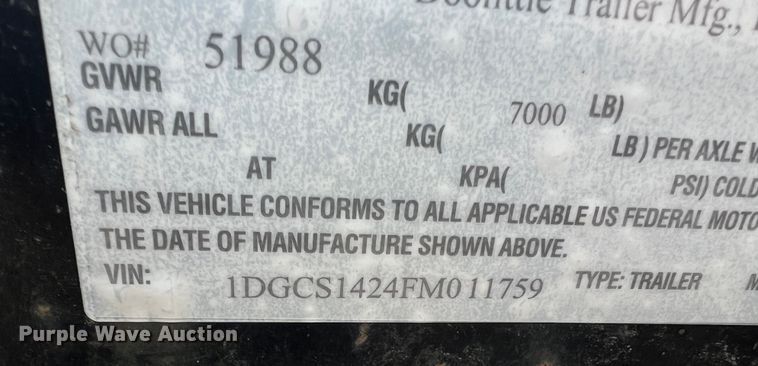 Doolittle Trailer Mfg.,
WO# 51988
GVWR KG( 7000 LB)
GAWR ALL KG( LB) PER AXLE
AT KPA( PSI) COLD
THIS VEHICLE CONFORMS TO ALL APPLICABLE US FEDERAL MOTO
THE DATE OF MANUFACTURE SHOWN ABOVE.
VIN: 1DGCS1424FM011759 TYPE: TRAILER
Purple Wave Auction